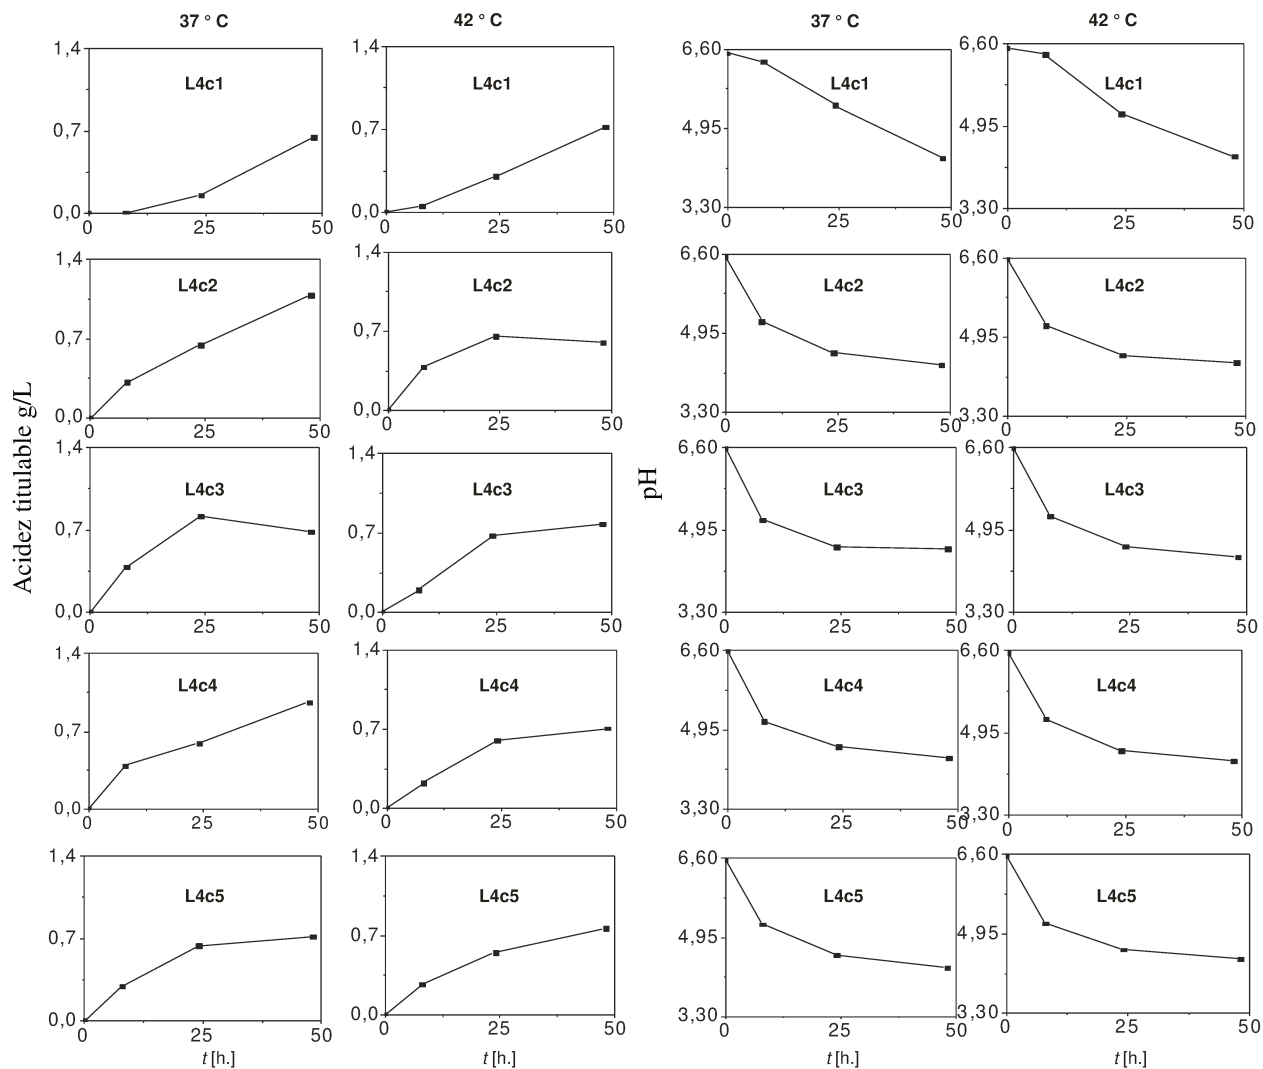 37 ° C 42 ° C 37 ° C 42 ° C
1,4 1,4 6,60 6,60
L4c1 L4c1 L4c1 L4c1
0,7 0,7 4,95 4,95
0,0 0,0 3,30 3,30
0 25 50 0 25 50 0 25 50 0 25 50
1,4 1,4 6,60 6,60
L4c2 L4c2 L4c2 L4c2
0,7 0,7 4,95 4,95
0,0 0,0 3,30 3,30
0 25 50 0 25 50 0 25 50 0 25 50
Acidez titulable g/L
pH
1,4 1,4 6,60 6,60
L4c3 L4c3 L4c3 L4c3
0,7 0,7 4,95 4,95
0,0 0,0 3,30 3,30
0 25 50 0 25 50 0 25 50 0 25 50
1,4 1,4 6,60 6,60
L4c4 L4c4 L4c4 L4c4
0,7 0,7 4,95 4,95
0,0 0,0 3,30 3,30
0 25 50 0 25 50 0 25 50 0 25 50
1,4 1,4 6,60 6,60
L4c5 L4c5 L4c5 L4c5
0,7 0,7 4,95 4,95
0,0 0,0 3,30 3,30
0 25 50 0 25 50 0 25 50 0 25 50
t [h.] t [h.] t [h.] t [h.]